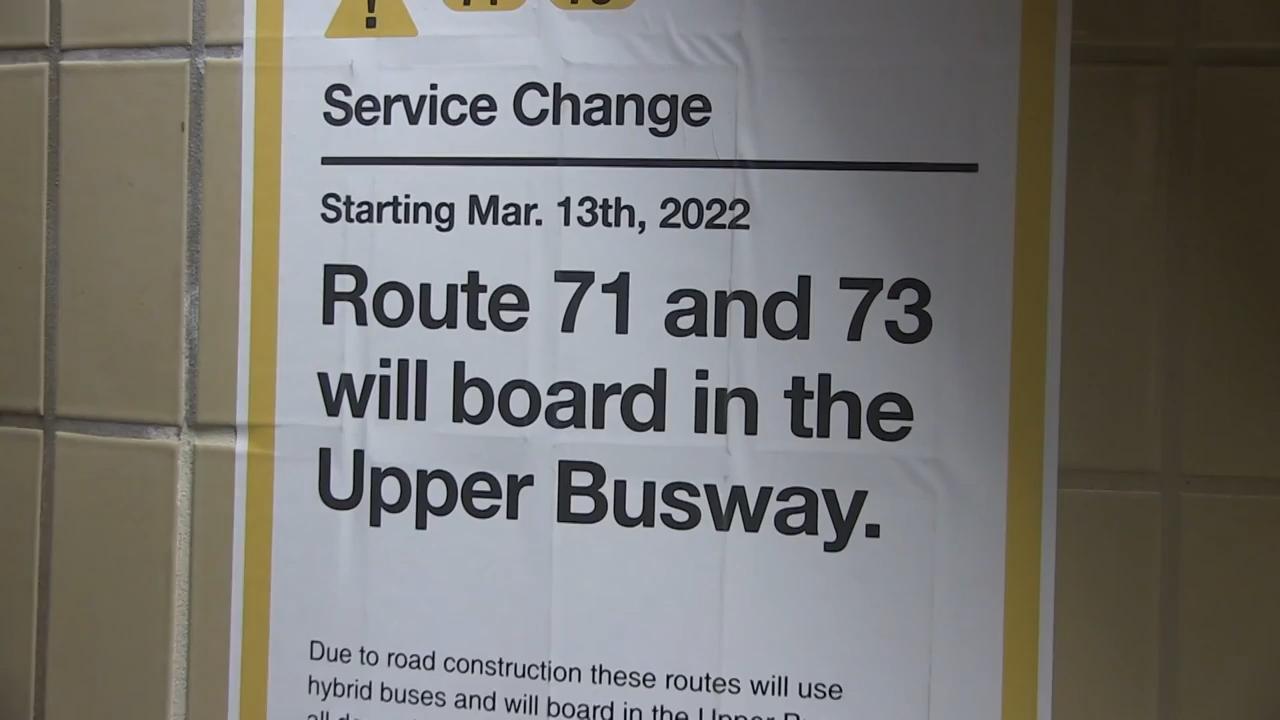 Service Change
Starting Mar. 13th, 2022
Route 71 and 73
will board in the
Upper Busway.
Due to road construction these routes will use
hybrid buses and will board in the Upper